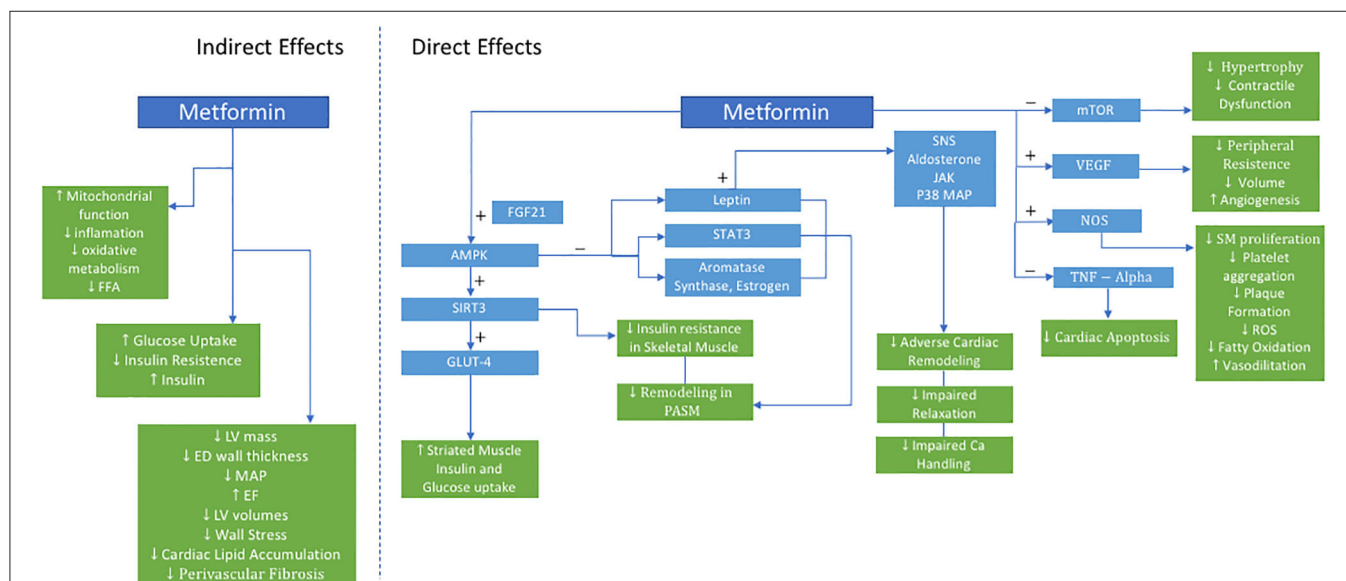 Indirect Effects
Metformin
↑ Mitochondrial
function
↓ inflamation
↓ oxidative
metabolism
↓ FFA
↑ Glucose Uptake
↓ Insulin Resistence
↑ Insulin
↓ LV mass
↓ ED wall thickness
↓ MAP
↑ EF
↓ LV volumes
↓ Wall Stress
↓ Cardiac Lipid Accumulation
↓ Perivascular Fibrosis
Direct Effects
Metformin
+
FGF21
AMPK
+
SIRT3
+
GLUT-4
↑ Striated Muscle
Insulin and
Glucose uptake
−
Leptin
STAT3
Aromatase
Synthase, Estrogen
↓ Insulin resistance
in Skeletal Muscle
↓ Remodeling in
PASM
+
SNS
Aldosterone
JAK
P38 MAP
↓ Adverse Cardiac
Remodeling
↓ Impaired
Relaxation
↓ Impaired Ca
Handling
−
mTOR
↓ Hypertrophy
↓ Contractile
Dysfunction
+
VEGF
↓ Peripheral
Resistance
↓ Volume
↑ Angiogenesis
+
NOS
↓ SM proliferation
↓ Platelet
aggregation
↓ Plaque
Formation
↓ ROS
↓ Fatty Oxidation
↑ Vasodilitation
−
TNF − Alpha
↓ Cardiac Apoptosis